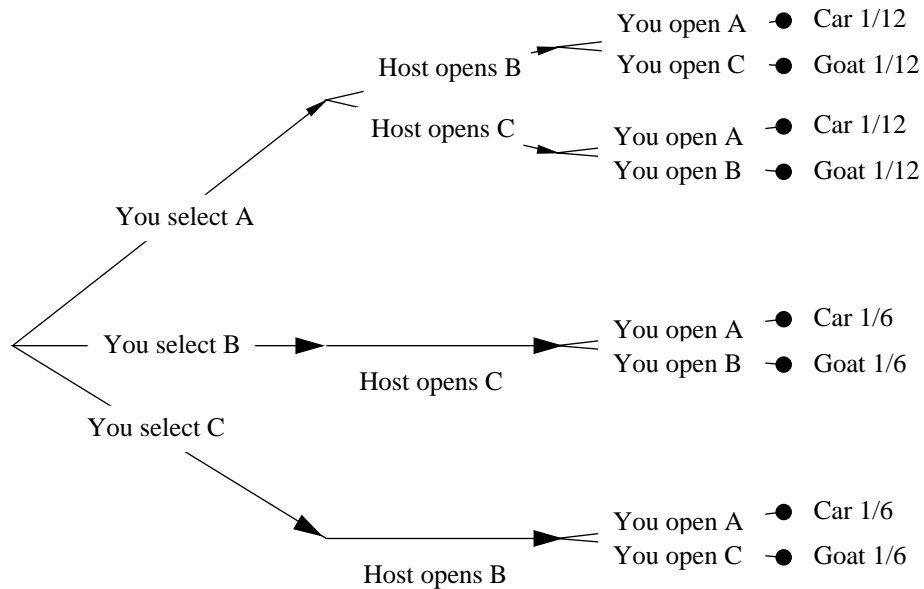 You open A Car 1/12
Host opens B
You open C Goat 1/12
Host opens C
You open A Car 1/12
You open B Goat 1/12
You select A
You select B
You open A Car 1/6
You open B Goat 1/6
Host opens C
You select C
You open A Car 1/6
You open C Goat 1/6
Host opens B